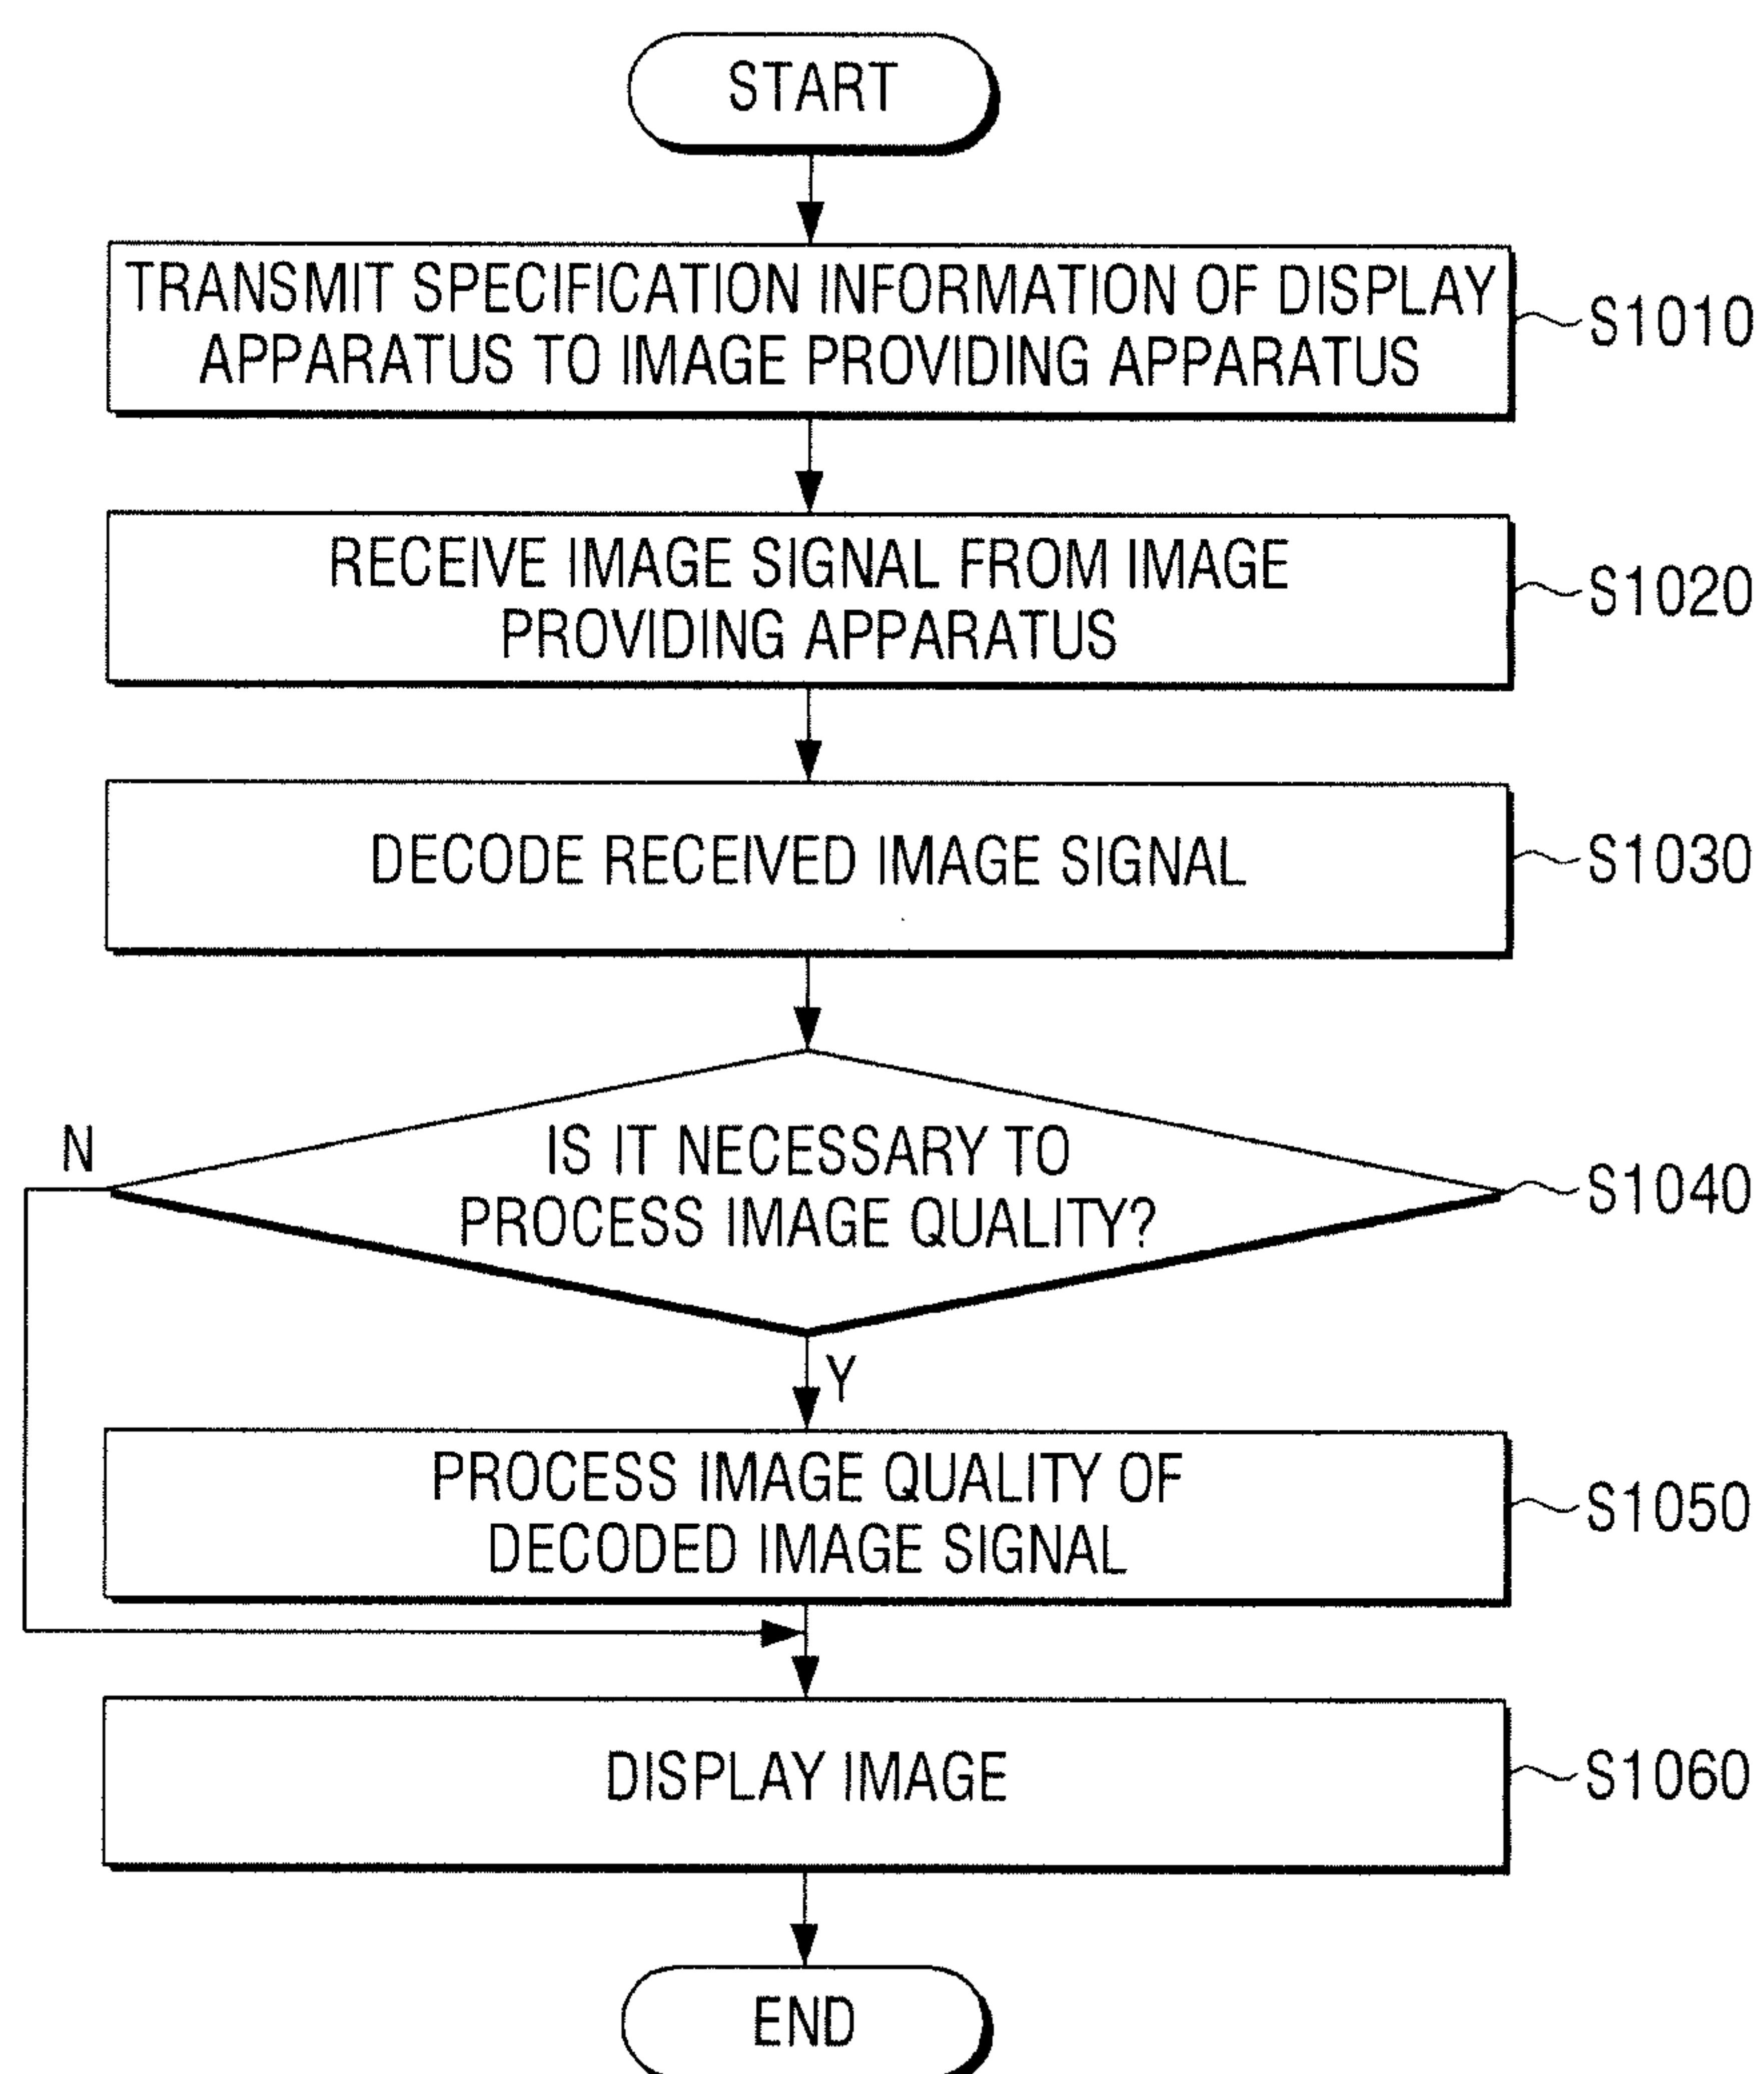 START
TRANSMIT SPECIFICATION INFORMATION OF DISPLAY
APPARATUS TO IMAGE PROVIDING APPARATUS
S1010
RECEIVE IMAGE SIGNAL FROM IMAGE
PROVIDING APPARATUS
S1020
DECODE RECEIVED IMAGE SIGNAL
S1030
N
IS IT NECESSARY TO
PROCESS IMAGE QUALITY?
S1040
Y
PROCESS IMAGE QUALITY OF
DECODED IMAGE SIGNAL
S1050
DISPLAY IMAGE
S1060
END